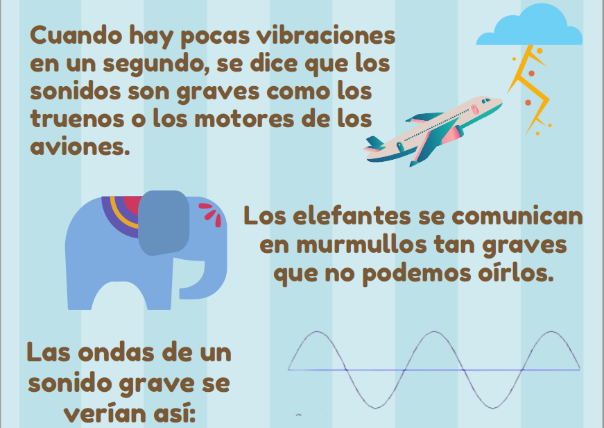 Cuando hay pocas vibraciones
en un segundo, se dice que los
sonidos son graves como los
truenos o los motores de los
aviones.
Los elefantes se comunican
en murmullos tan graves
que no podemos oírlos.
Las ondas de un
sonido grave se
verían así: